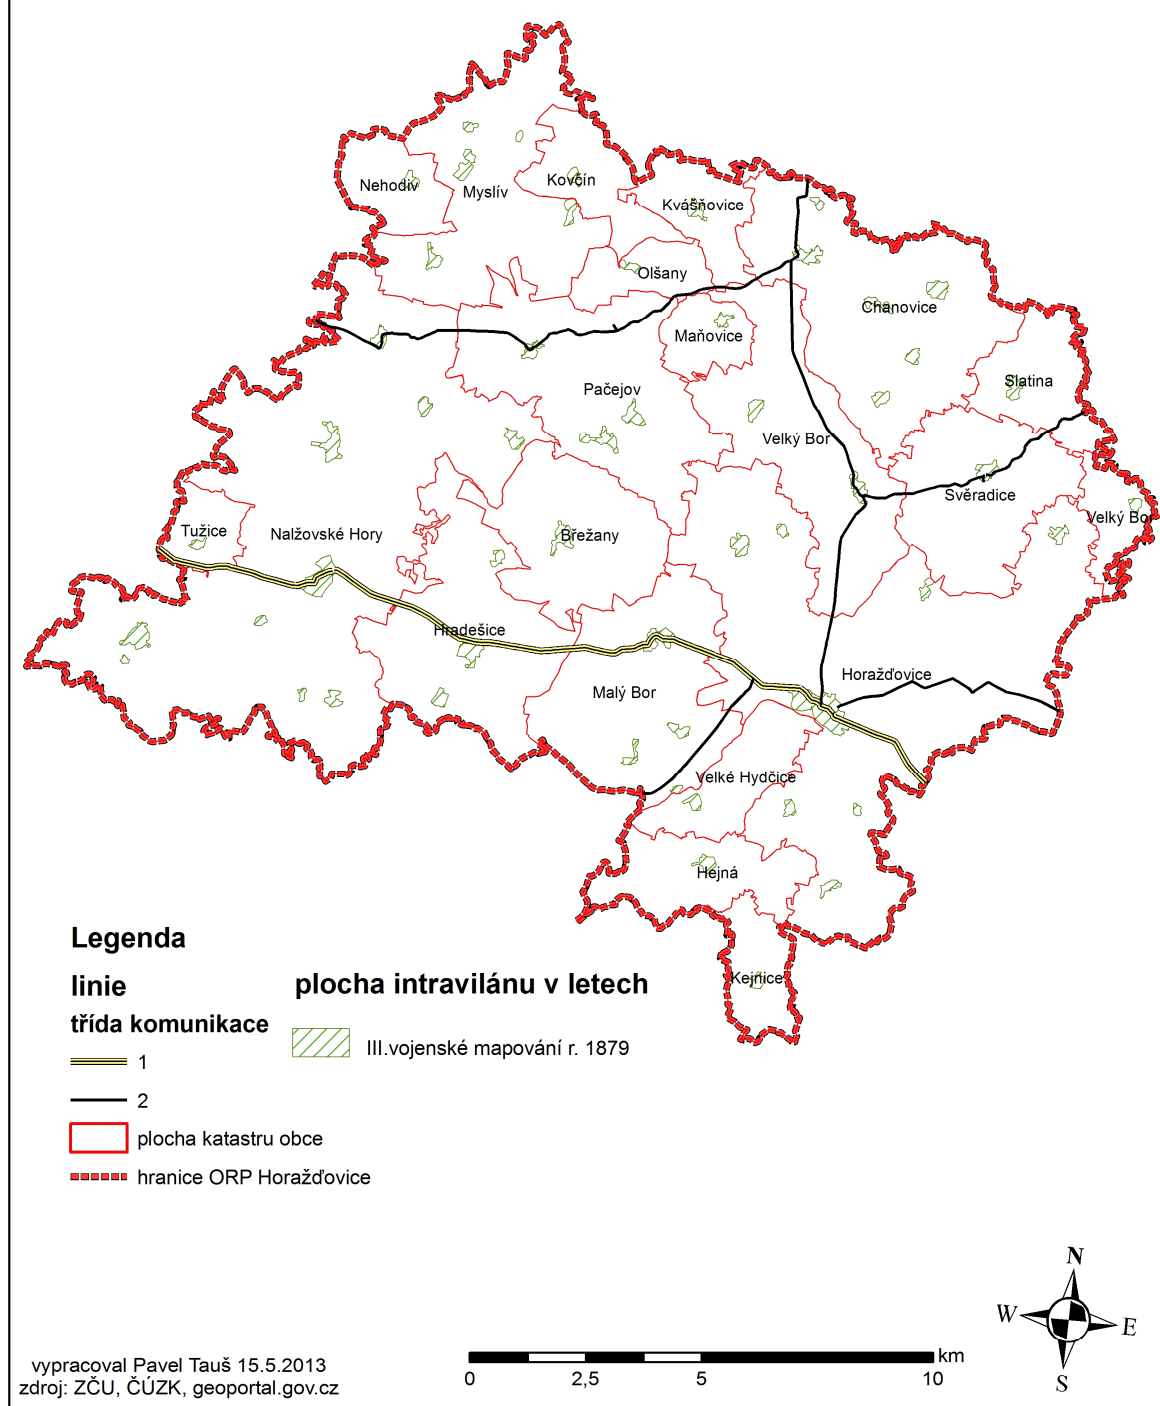 Nehodiv
Myslív
Kovčín
Kvášňovice
Olšany
Chanovice
Maňovice
Slatina
Pačejov
Velký Bor
Svěradice
Velký Bor
Tužice
Nalžovské Hory
Břežany
Hradešice
Horažďovice
Malý Bor
Velké Hydčice
Hejná
Kejnice
Legenda
linie
třída komunikace
1
2
plocha katastru obce
hranice ORP Horažďovice
plocha intravilánu v letech
III.vojenské mapování r. 1879
N
W
E
S
vypracoval Pavel Tauš 15.5.2013
zdroj: ZČU, ČÚZK, geoportal.gov.cz
km
0 2,5 5 10